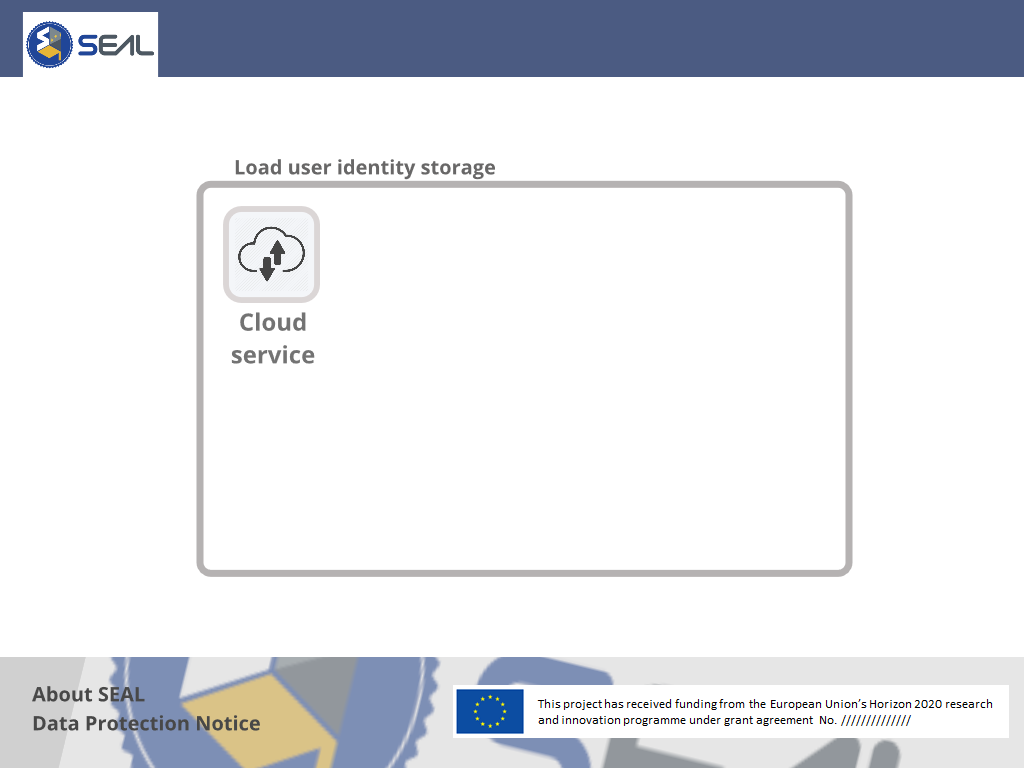 SEAL
Load user identity storage
Cloud
service
About SEAL
Data Protection Notice
This project has received funding from the European Union's Horizon 2020 research
and innovation programme under grant agreement No. //////////////